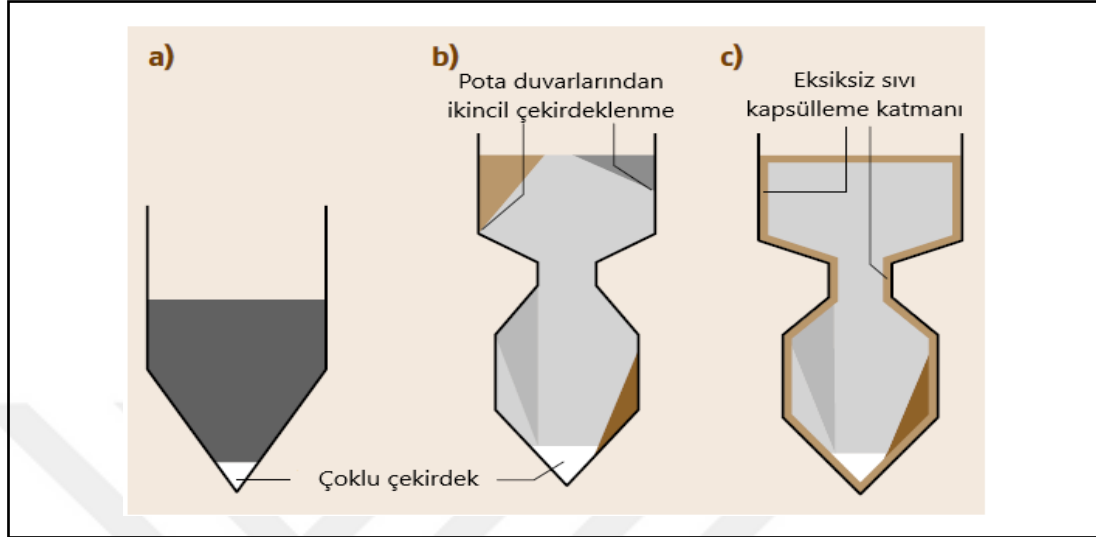 a)
b)
Pota duvarlarından
ikincil çekirdeklenme
c)
Eksiksiz sıvı
kapsülleme katmanı
Çoklu çekirdek